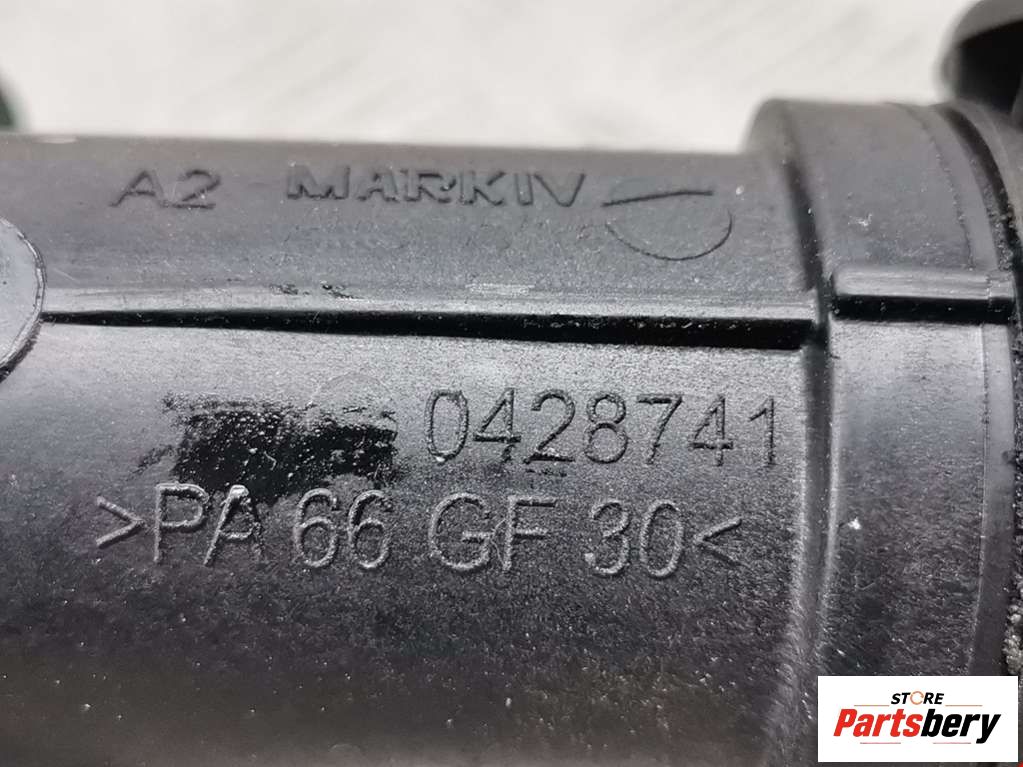 A2 MARKIV
0428741
>PA 66 GF 30<
STORE
Partsbery